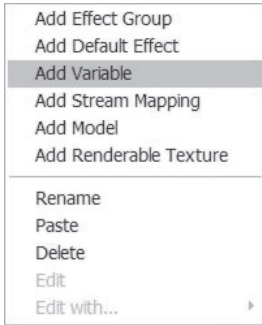 Add Effect Group
Add Default Effect
Add Variable
Add Stream Mapping
Add Model
Add Renderable Texture
Rename
Paste
Delete
Edit
Edit with...